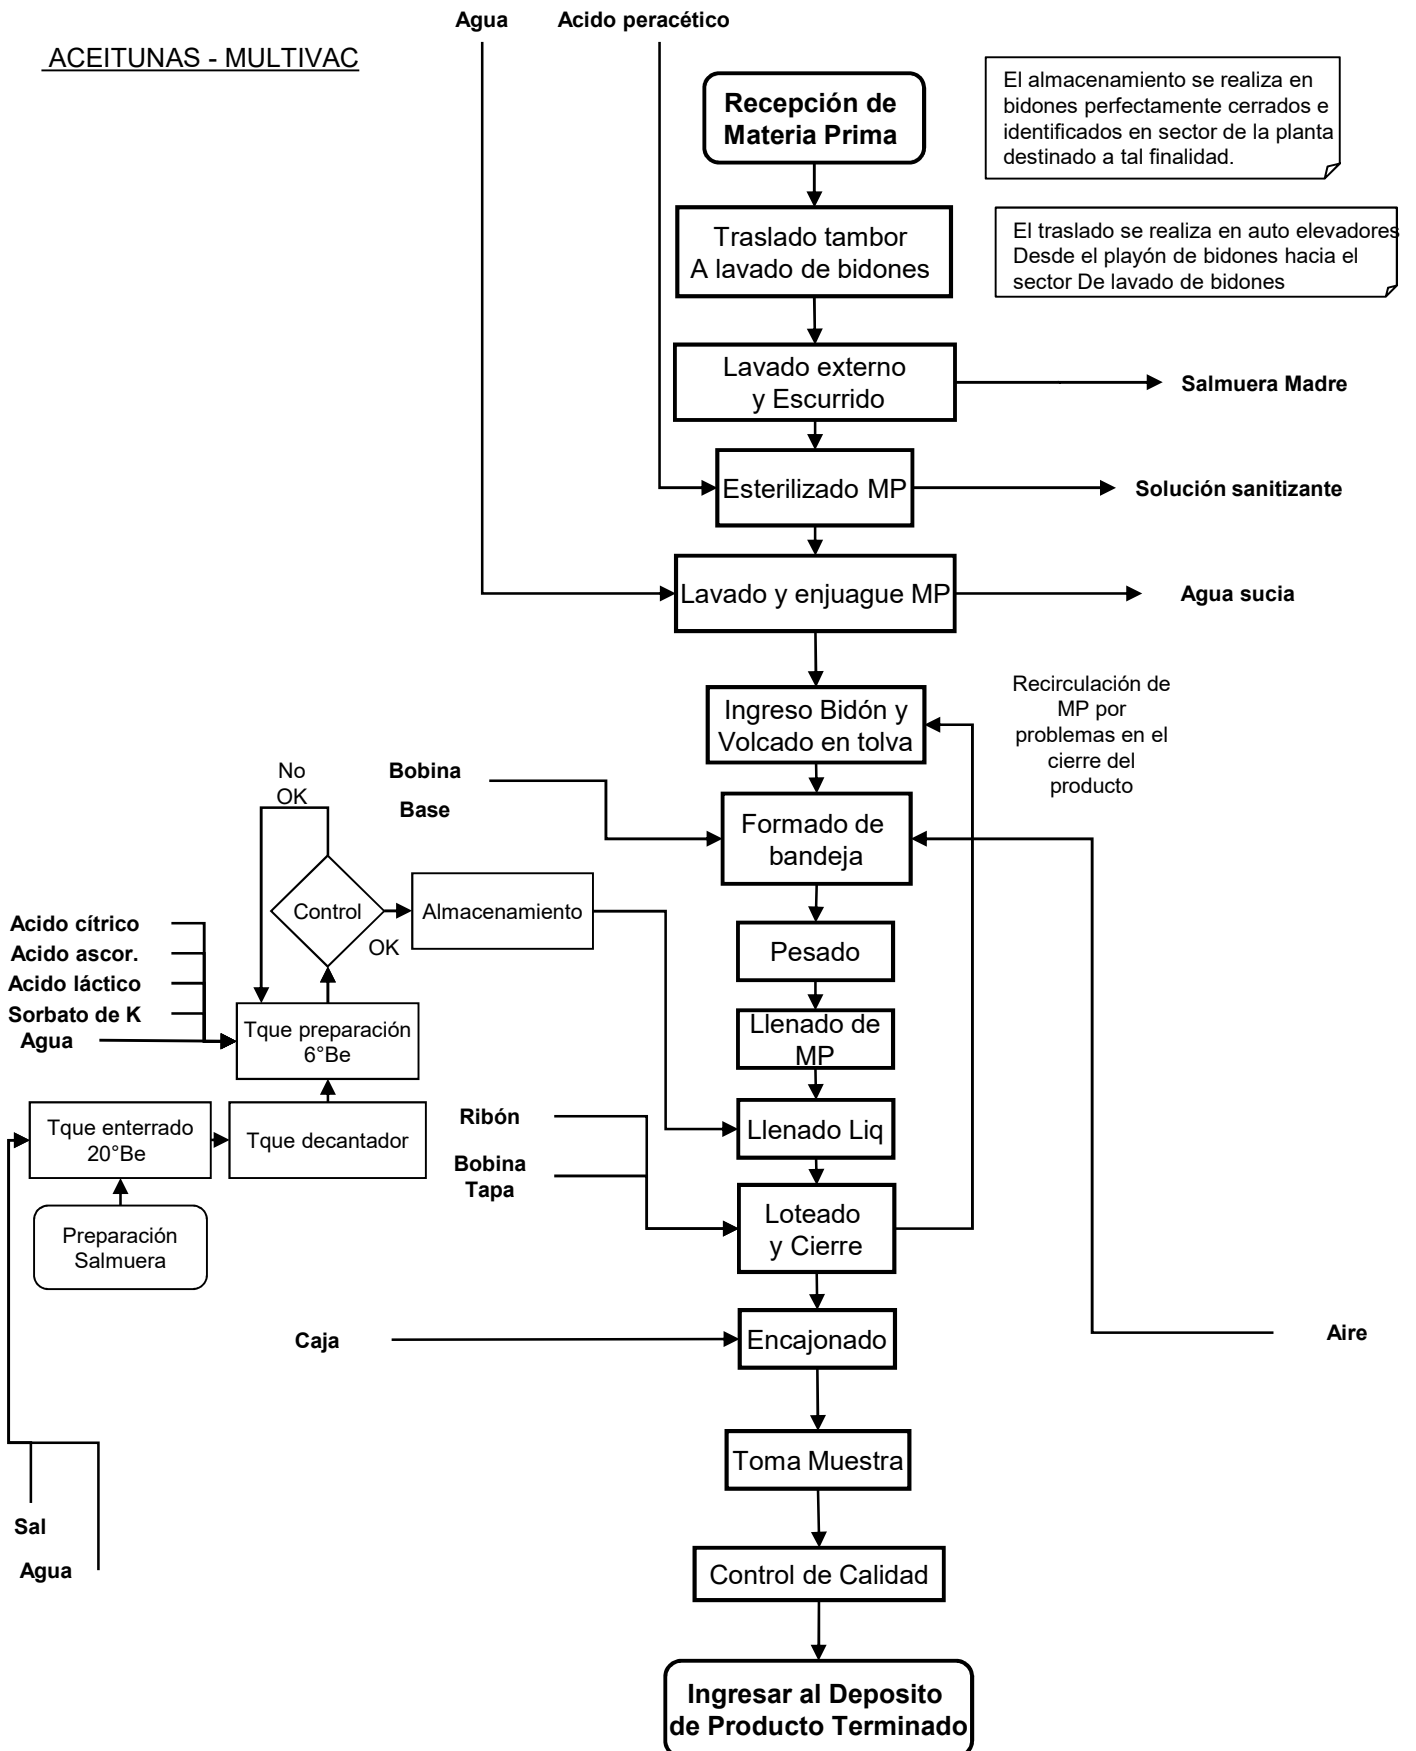 Agua
Acido peracético
ACEITUNAS - MULTIVAC
Recepción de
Materia Prima
El almacenamiento se realiza en
bidones perfectamente cerrados e
identificados en sector de la planta
destinado a tal finalidad.
Traslado tambor
A lavado de bidones
El traslado se realiza en auto elevadores
Desde el playón de bidones hacia el
sector De lavado de bidones
Lavado externo
y Escurrido
Salmuera Madre
Esterilizado MP
Solución sanitizante
Lavado y enjuague MP
Agua sucia
Ingreso Bidón y
Volcado en tolva
Recirculación de
MP por
problemas en el
cierre del
producto
No
OK
Bobina
Base
Formado de
bandeja
Control
OK
Almacenamiento
Acido cítrico
Acido ascor.
Acido láctico
Sorbato de K
Agua
Pesado
Tque preparación
6°Be
Llenado de
MP
Tque enterrado
20°Be
Tque decantador
Ribón
Llenado Liq
Bobina
Tapa
Loteado
y Cierre
Preparación
Salmuera
Caja
Encajonado
Aire
Toma Muestra
Sal
Agua
Control de Calidad
Ingresar al Deposito
de Producto Terminado